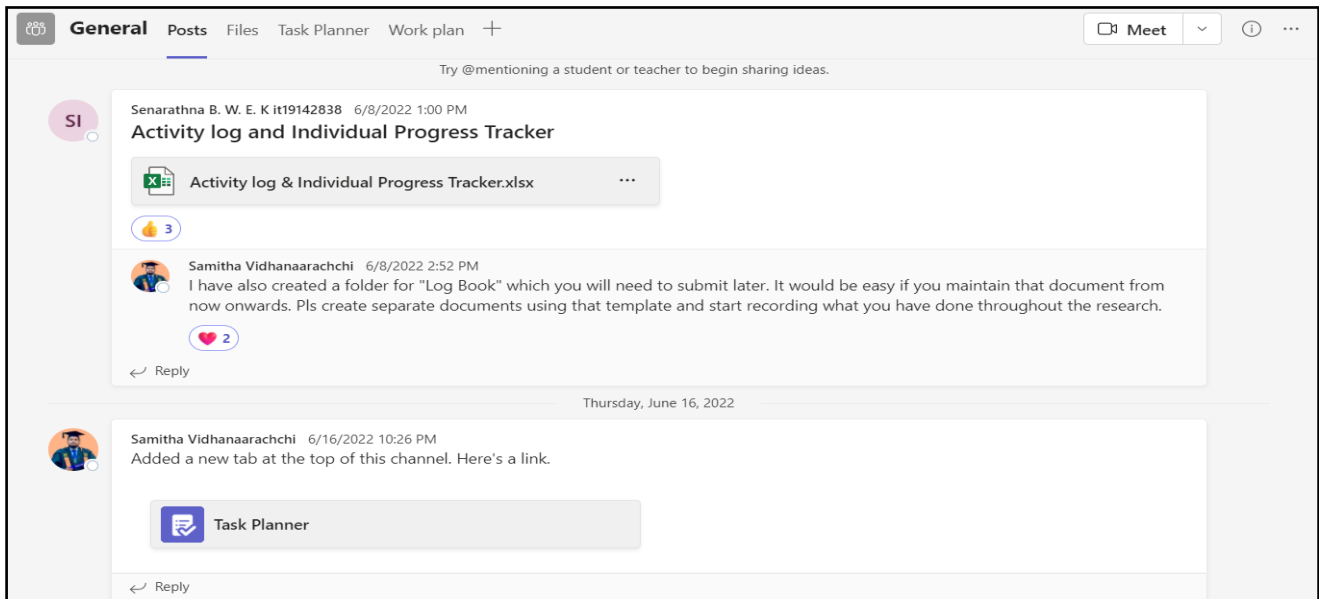 General Posts Files Task Planner Work plan Meet
Try @mentioning a student or teacher to begin sharing ideas.
SI
Senarathna B. W. E. K it19142838 6/8/2022 1:00 PM
Activity log and Individual Progress Tracker
Activity log & Individual Progress Tracker.xlsx
3
Samitha Vidhanaarachchi 6/8/2022 2:52 PM
I have also created a folder for "Log Book" which you will need to submit later. It would be easy if you maintain that document from
now onwards. Pls create separate documents using that template and start recording what you have done throughout the research.
2
Reply
Thursday, June 16, 2022
Samitha Vidhanaarachchi 6/16/2022 10:26 PM
Added a new tab at the top of this channel. Here's a link.
Task Planner
Reply